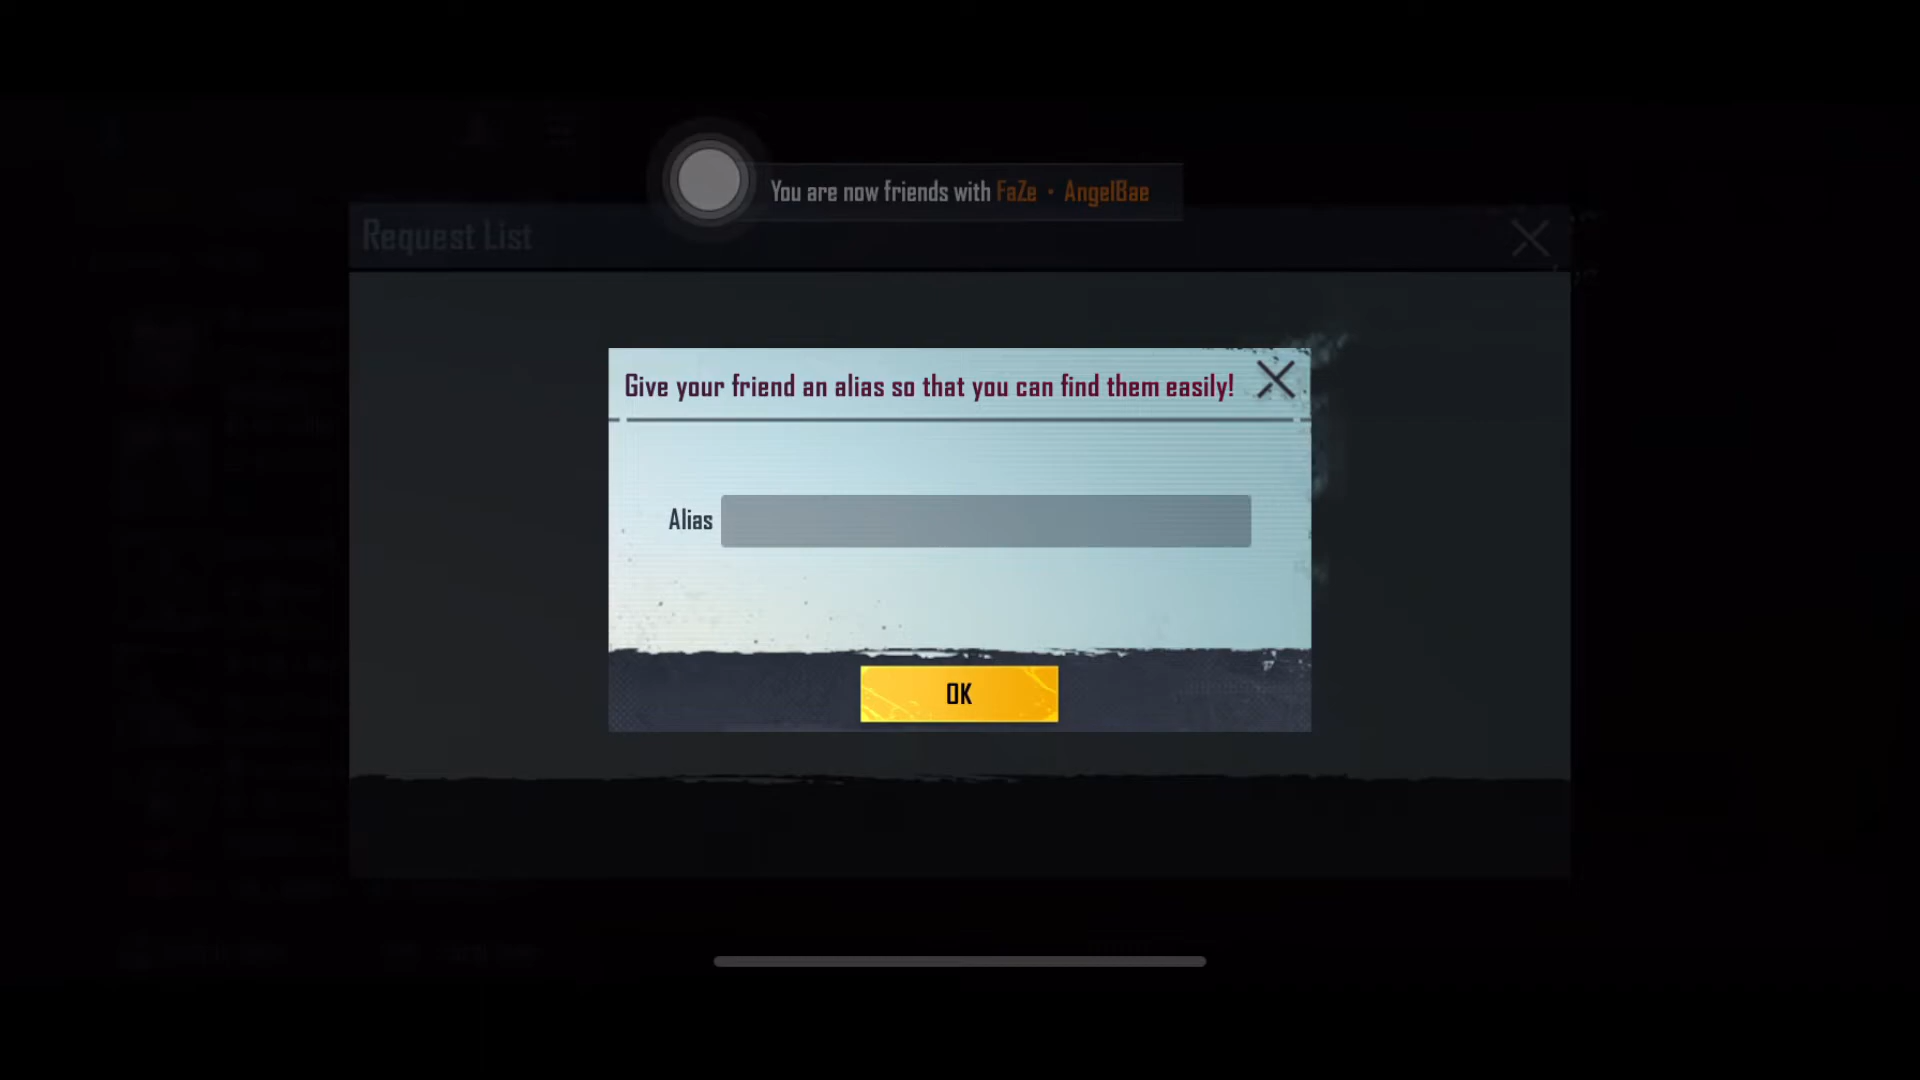 You are now friends with FaZe • AngelBae
Request List
Give your friend an alias so that you can find them easily!
Alias
OK